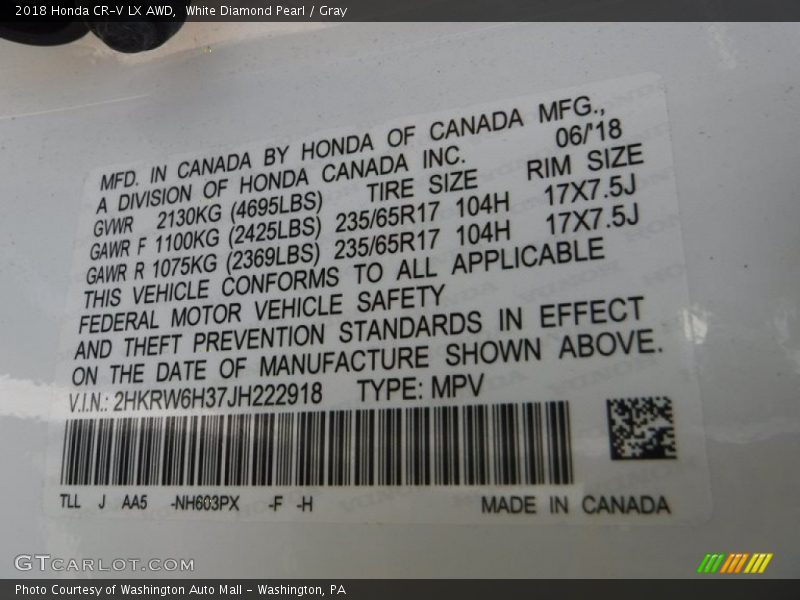 2018 Honda CR-V LX AWD, White Diamond Pearl / Gray
MFD. IN CANADA BY HONDA OF CANADA MFG.,
A DIVISION OF HONDA CANADA INC. 06/'18
GVWR 2130KG (4695LBS) TIRE SIZE RIM SIZE
GAWR F 1100KG (2425LBS) 235/65R17 104H 17X7.5J
GAWR R 1075KG (2369LBS) 235/65R17 104H 17X7.5J
THIS VEHICLE CONFORMS TO ALL APPLICABLE
FEDERAL MOTOR VEHICLE SAFETY
AND THEFT PREVENTION STANDARDS IN EFFECT
ON THE DATE OF MANUFACTURE SHOWN ABOVE.
V.I.N.: 2HKRW6H37JH222918 TYPE: MPV
TLL J AA5 -NH603PX -F -H MADE IN CANADA
GTCARLOT.COM
Photo Courtesy of Washington Auto Mall - Washington, PA